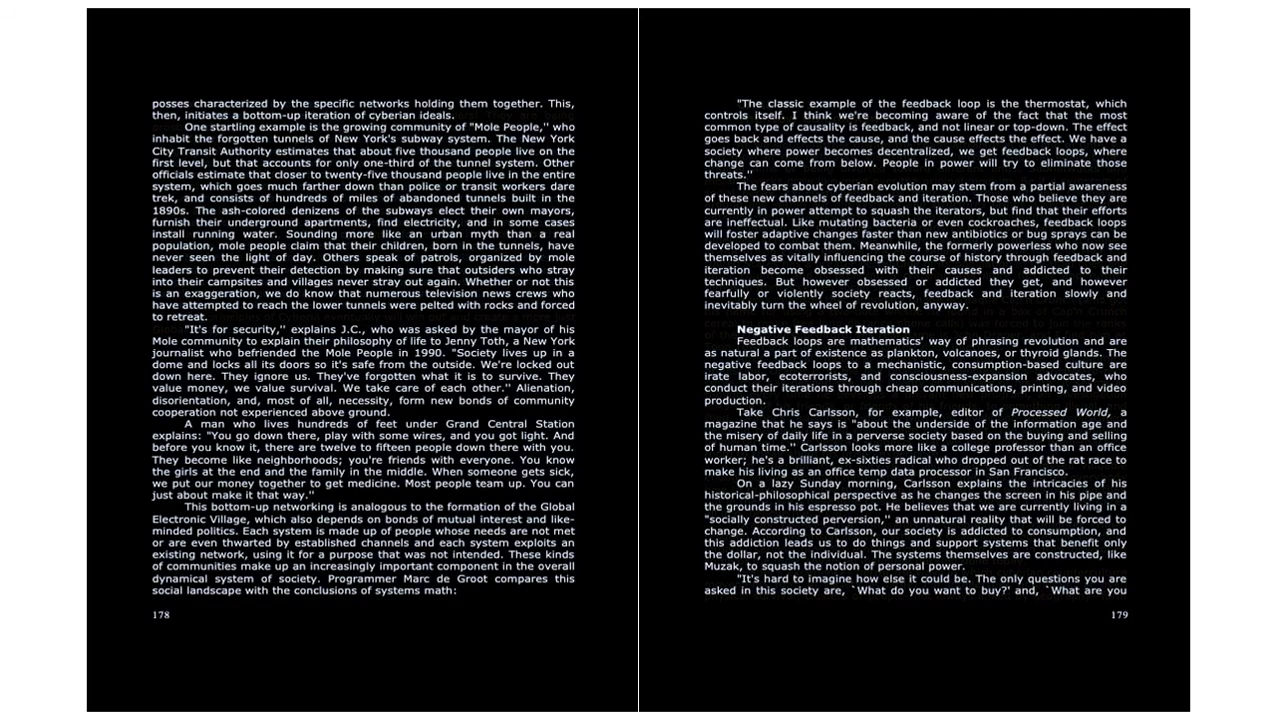 posses characterized by the specific networks holding them together. This,
then, initiates a bottom-up iteration of cyberian ideals.
One startling example is the growing community of "Mole People,'' who
inhabit the forgotten tunnels of New York's subway system. The New York
City Transit Authority estimates that about five thousand people live on the
first level, but that accounts for only one-third of the tunnel system. Other
officials estimate that closer to twenty-five thousand people live in the entire
system, which goes much farther down than police or transit workers dare
trek, and consists of hundreds of miles of abandoned tunnels built in the
1890s. The ash-colored denizens of the subways elect their own mayors,
furnish their underground apartments, find electricity, and in some cases
install running water. Sounding more like an urban myth than a real
population, mole people claim that their children, born in the tunnels, have
never seen the light of day. Others speak of patrols, organized by mole
leaders to prevent their detection by making sure that outsiders who stray
into their campsites and villages never stray out again. Whether or not this
is an exaggeration, we do know that numerous television news crews who
have attempted to reach the lower tunnels were pelted with rocks and forced
to retreat.
"It's for security,'' explains J.C., who was asked by the mayor of his
Mole community to explain their philosophy of life to Jenny Toth, a New York
journalist who befriended the Mole People in 1990. "Society lives up in a
dome and locks all its doors so it's safe from the outside. We're locked out
down here. They ignore us. They've forgotten what it is to survive. They
value money, we value survival. We take care of each other.'' Alienation,
disorientation, and, most of all, necessity, form new bonds of community
cooperation not experienced above ground.
A man who lives hundreds of feet under Grand Central Station
explains: "You go down there, play with some wires, and you got light. And
before you know it, there are twelve to fifteen people down there with you.
They become like neighborhoods; you're friends with everyone. You know
the girls at the end and the family in the middle. When someone gets sick,
we put our money together to get medicine. Most people team up. You can
just about make it that way.''
This bottom-up networking is analogous to the formation of the Global
Electronic Village, which also depends on bonds of mutual interest and like-
minded politics. Each system is made up of people whose needs are not met
or are even thwarted by established channels and each system exploits an
existing network, using it for a purpose that was not intended. These kinds
of communities make up an increasingly important component in the overall
dynamical system of society. Programmer Marc de Groot compares this
social landscape with the conclusions of systems math:
178
"The classic example of the feedback loop is the thermostat, which
controls itself. I think we're becoming aware of the fact that the most
common type of causality is feedback, and not linear or top-down. The effect
goes back and effects the cause, and the cause effects the effect. We have a
society where power becomes decentralized, we get feedback loops, where
change can come from below. People in power will try to eliminate those
threats.''
The fears about cyberian evolution may stem from a partial awareness
of these new channels of feedback and iteration. Those who believe they are
currently in power attempt to squash the iterators, but find that their efforts
are ineffectual. Like mutating bacteria or even cockroaches, feedback loops
will foster adaptive changes faster than new antibiotics or bug sprays can be
developed to combat them. Meanwhile, the formerly powerless who now see
themselves as vitally influencing the course of history through feedback and
iteration become obsessed with their causes and addicted to their
techniques. But however obsessed or addicted they get, and however
fearfully or violently society reacts, feedback and iteration slowly and
inevitably turn the wheel of revolution, anyway.
Negative Feedback Iteration
Feedback loops are mathematics' way of phrasing revolution and are
as natural a part of existence as plankton, volcanoes, or thyroid glands. The
negative feedback loops to a mechanistic, consumption-based culture are
irate labor, ecoterrorists, and consciousness-expansion advocates, who
conduct their iterations through cheap communications, printing, and video
production.
Take Chris Carlsson, for example, editor of Processed World, a
magazine that he says is "about the underside of the information age and
the misery of daily life in a perverse society based on the buying and selling
of human time.'' Carlsson looks more like a college professor than an office
worker; he's a brilliant, ex-sixties radical who dropped out of the rat race to
make his living as an office temp data processor in San Francisco.
On a lazy Sunday morning, Carlsson explains the intricacies of his
historical-philosophical perspective as he changes the screen in his pipe and
the grounds in his espresso pot. He believes that we are currently living in a
"socially constructed perversion,'' an unnatural reality that will be forced to
change. According to Carlsson, our society is addicted to consumption, and
this addiction leads us to do things and support systems that benefit only
the dollar, not the individual. The systems themselves are constructed, like
Muzak, to squash the notion of personal power.
"It's hard to imagine how else it could be. The only questions you are
asked in this society are, `What do you want to buy?' and, `What are you
179